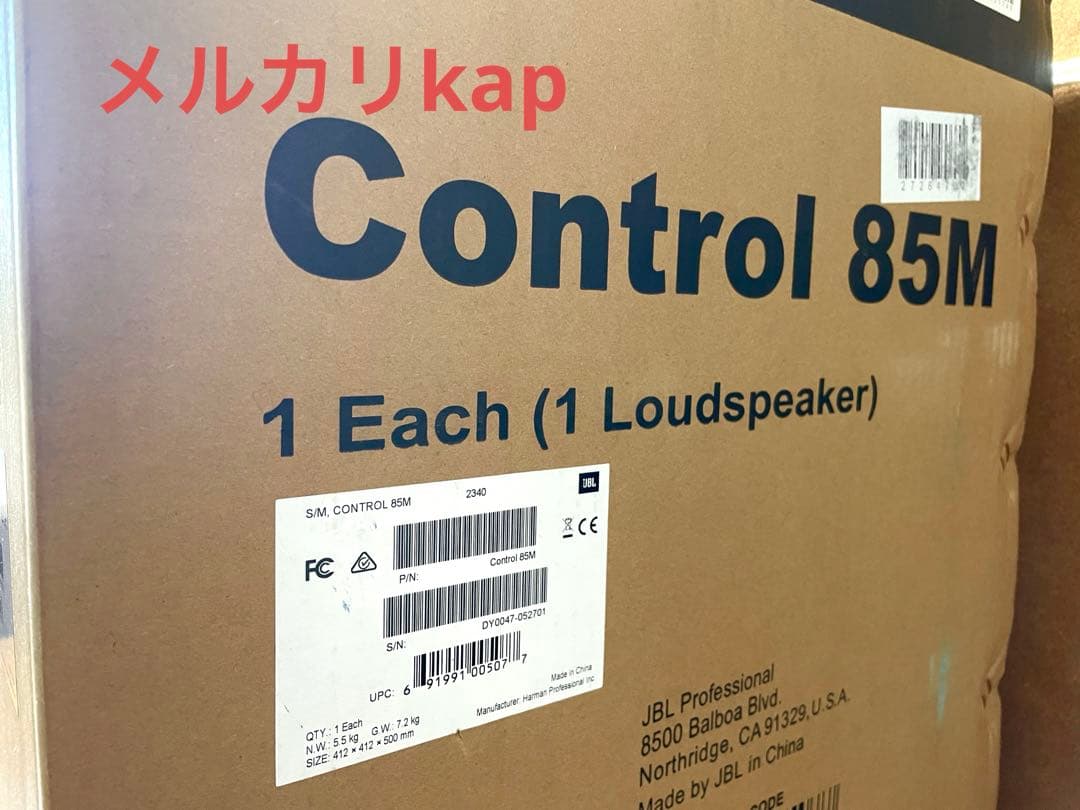 メルカリkap
Control 85M
1 Each (1 Loudspeaker)
JBL
S/M, CONTROL 85M
2340
FC
CE
P/N:
Control 85M
S/N:
DY0047-052701
UPC: 6 91991 00507 7
Made in China
Manufacturer: Harman Professional Inc
QTY.: 1 Each
N.W.: 5.5 kg G.W.: 7.2 kg
SIZE: 412 × 412 × 500 mm
JBL Professional
8500 Balboa Blvd.
Northridge, CA 91329, U.S.A.
Made by JBL in China